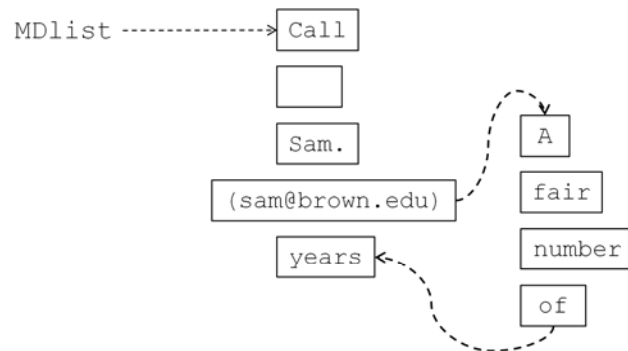 MDlist
Call
Sam.
(sam@brown.edu)
A
fair
number
of
years